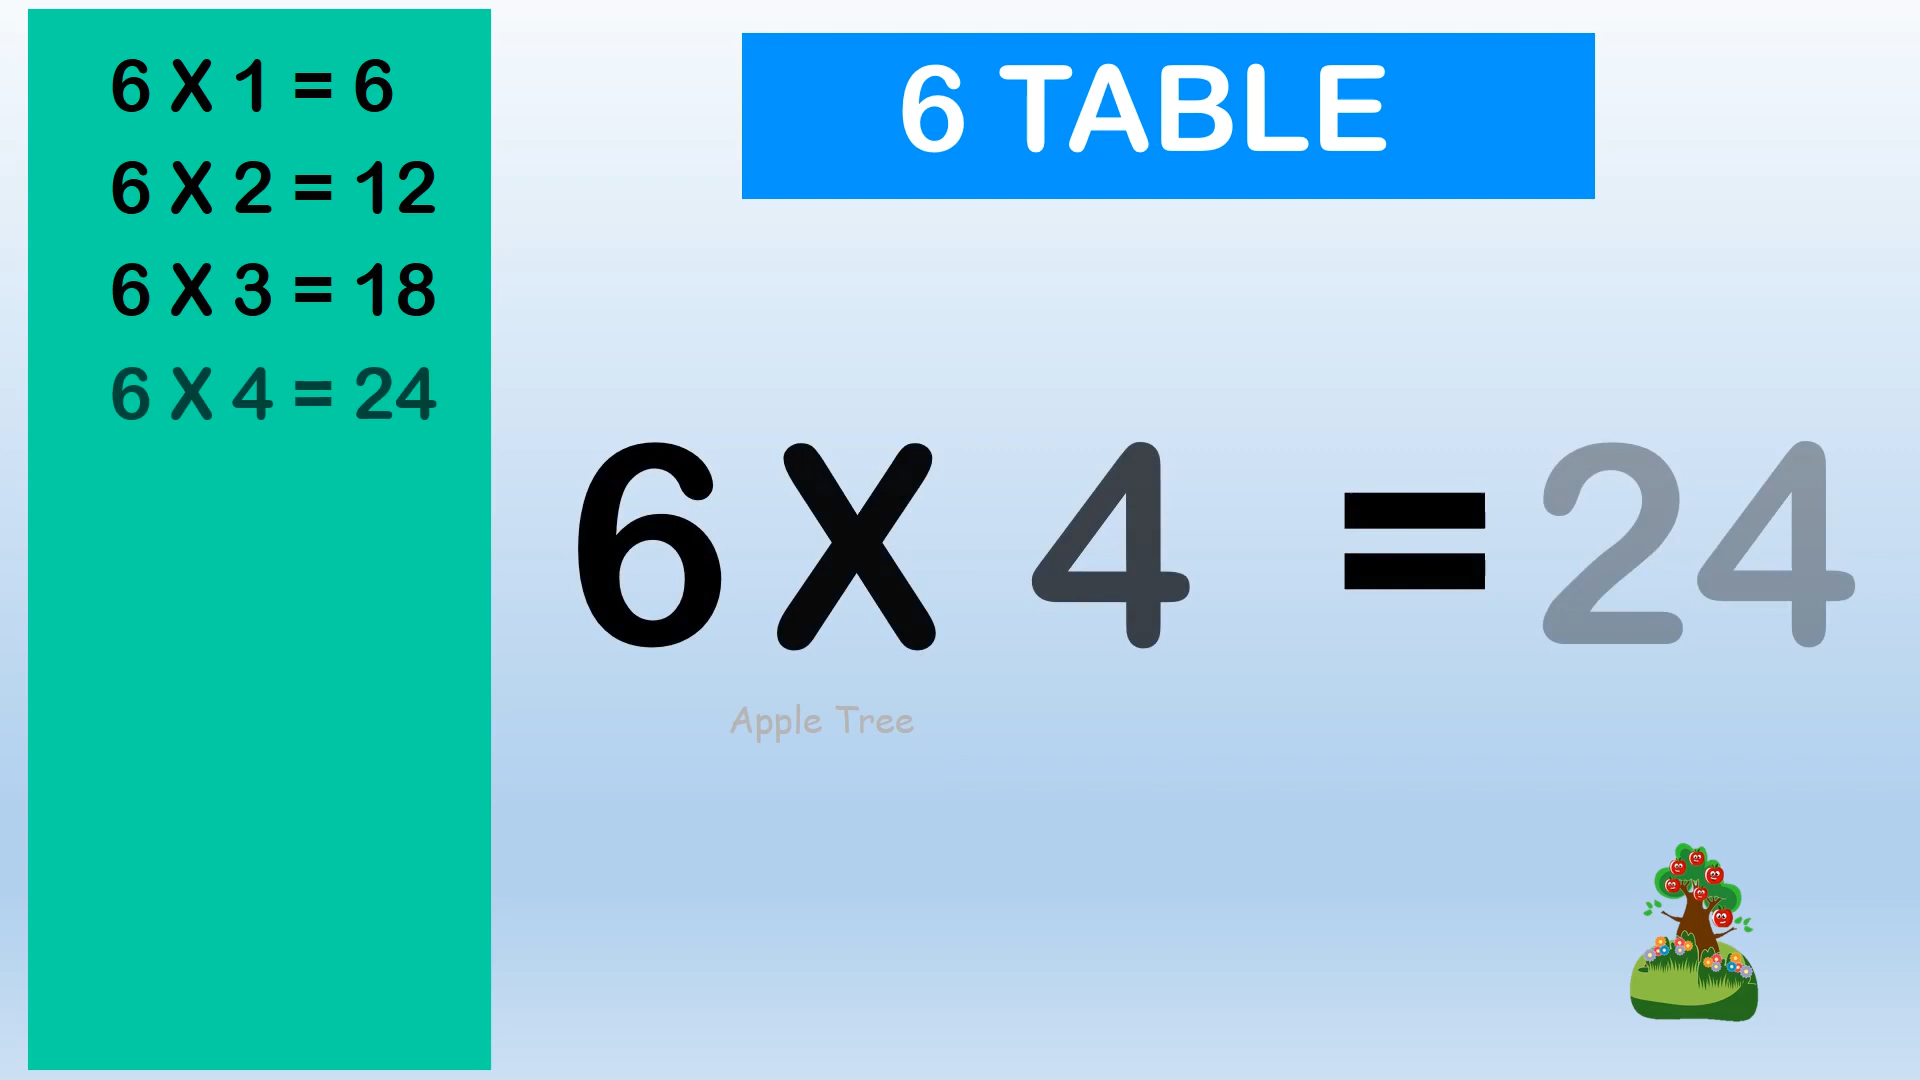 6 X 1 = 6
6 X 2 = 12
6 X 3 = 18
6 X 4 = 24
6 TABLE
6 X 4 = 24
Apple Tree